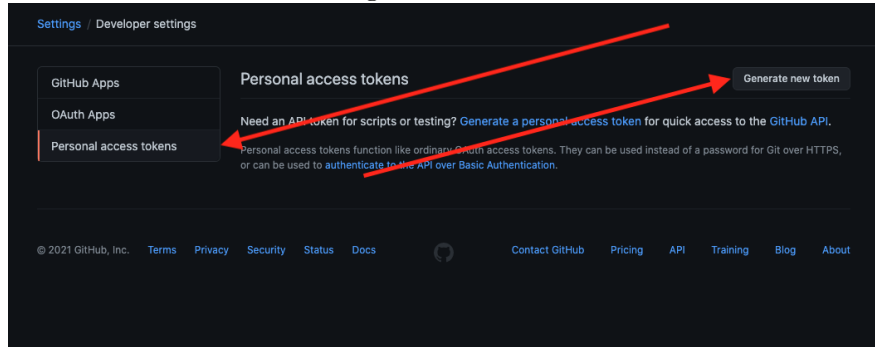 Settings / Developer settings
GitHub Apps
OAuth Apps
Personal access tokens
Personal access tokens
Generate new token
Need an API token for scripts or testing? Generate a personal access token for quick access to the GitHub API.
Personal access tokens function like ordinary OAuth access tokens. They can be used instead of a password for Git over HTTPS,
or can be used to authenticate to the API over Basic Authentication.
© 2021 GitHub, Inc. Terms Privacy Security Status Docs Contact GitHub Pricing API Training Blog About